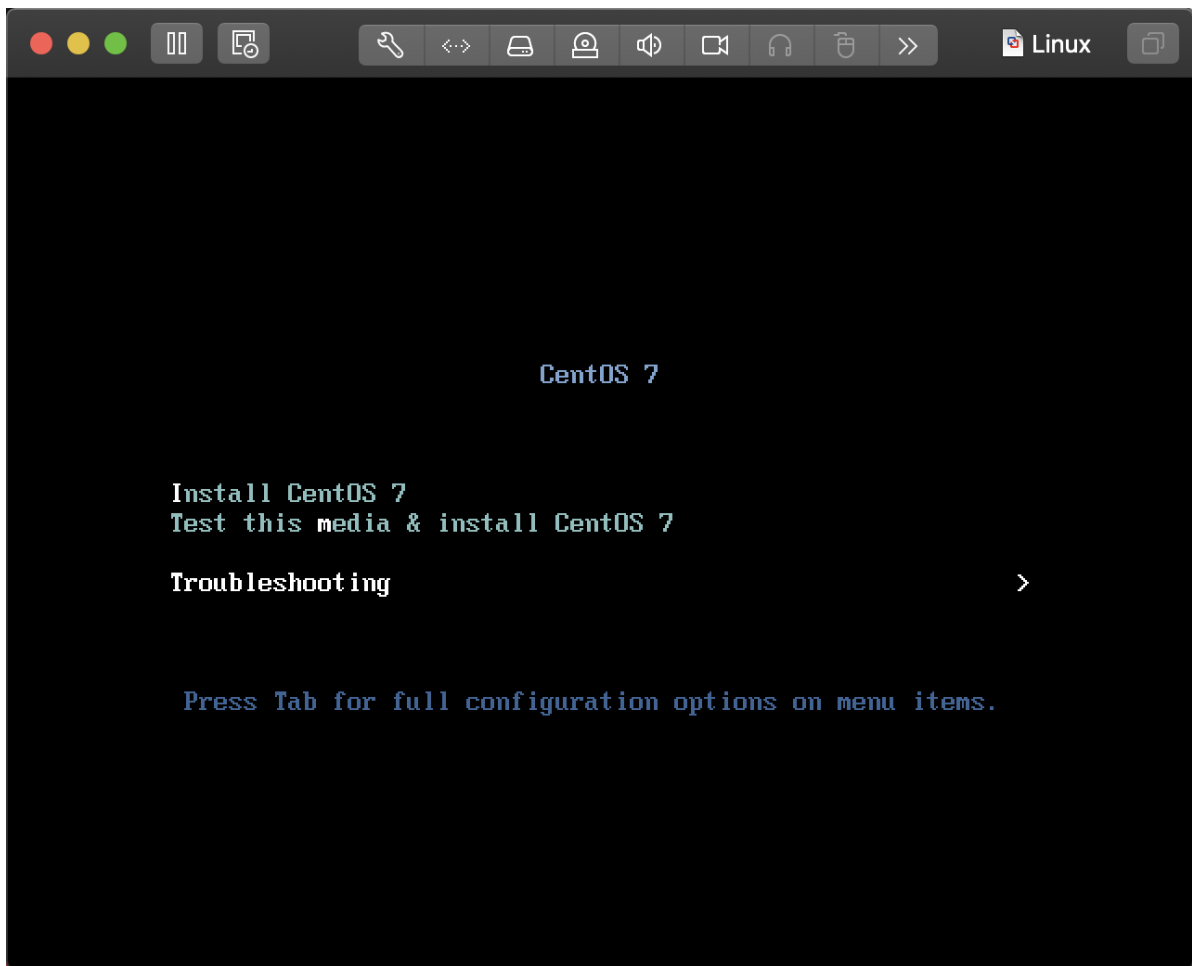 Linux
CentOS 7
Install CentOS 7
Test this media & install CentOS 7
Troubleshooting >
Press Tab for full configuration options on menu items.